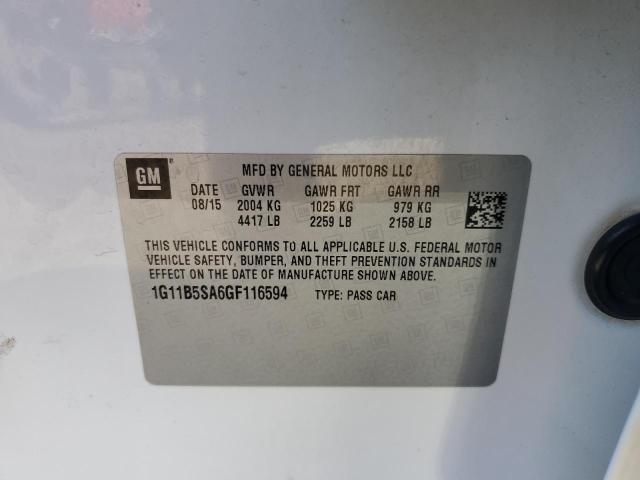 GM
MFD BY GENERAL MOTORS LLC
DATE GVWR GAWR FRT GAWR RR
08/15 2004 KG 1025 KG 979 KG
4417 LB 2259 LB 2158 LB
THIS VEHICLE CONFORMS TO ALL APPLICABLE U.S. FEDERAL MOTOR
VEHICLE SAFETY, BUMPER, AND THEFT PREVENTION STANDARDS IN
EFFECT ON THE DATE OF MANUFACTURE SHOWN ABOVE.
1G11B5SA6GF116594 TYPE: PASS CAR